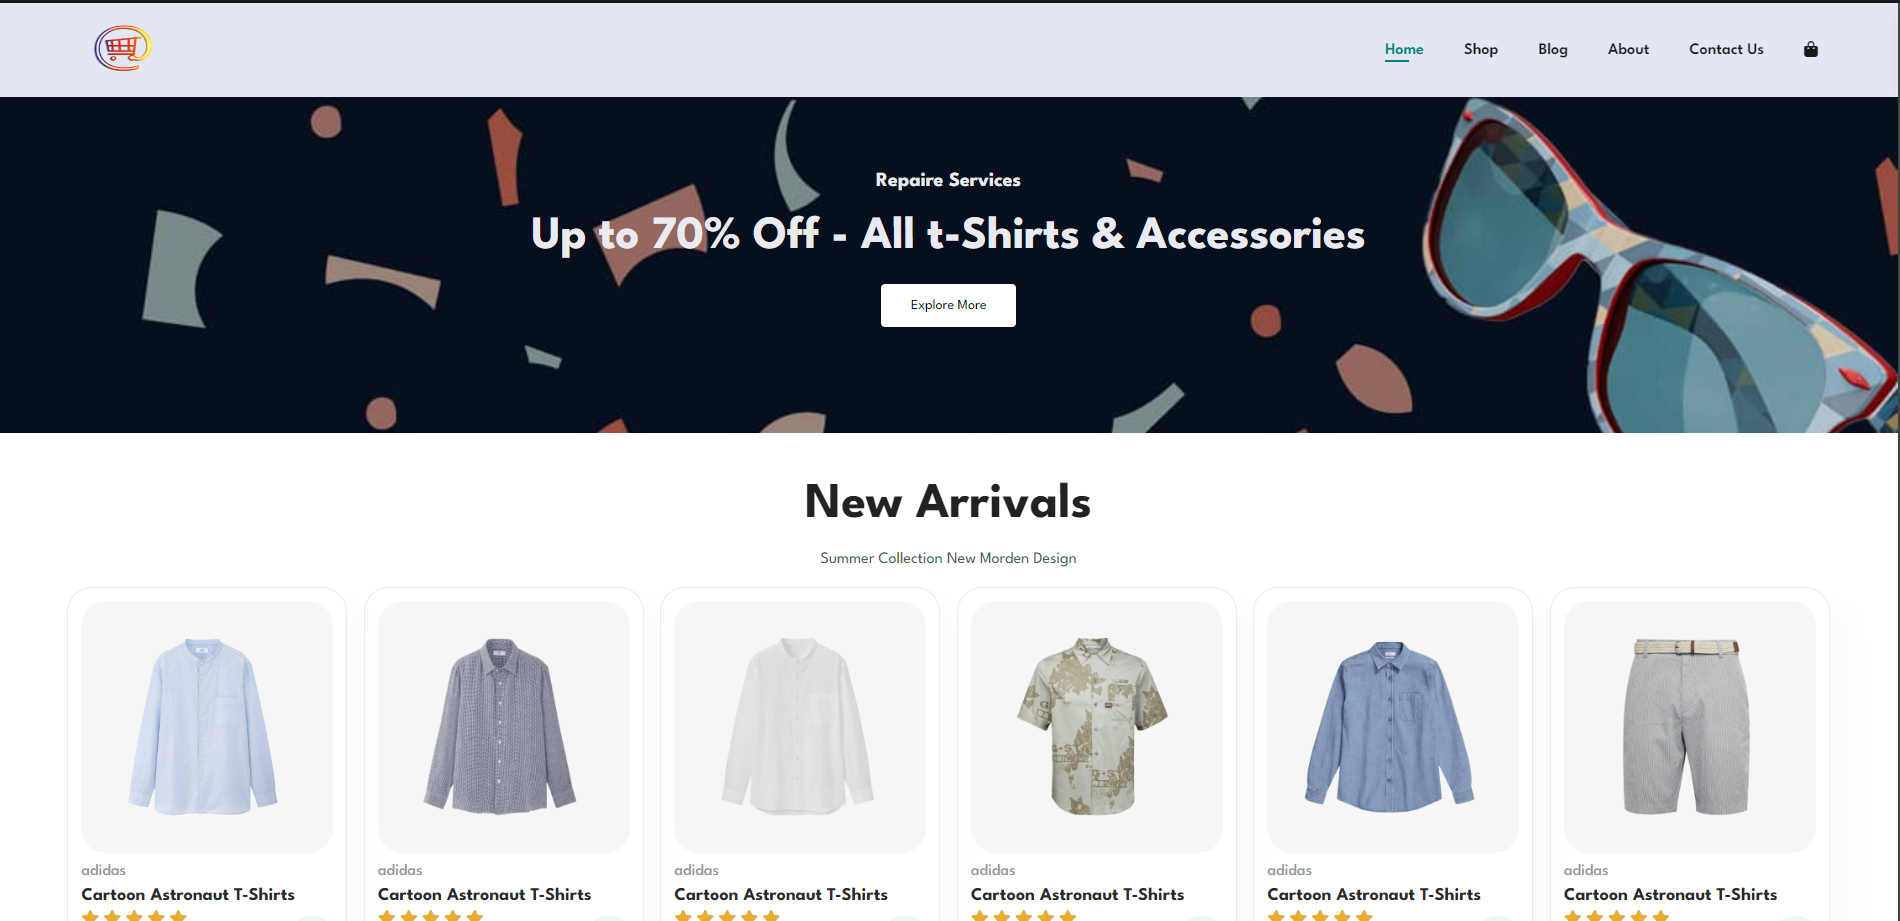 Home Shop Blog About Contact Us
Repaire Services
Up to 70% Off - All t-Shirts & Accessories
Explore More
New Arrivals
Summer Collection New Morden Design
adidas adidas adidas adidas adidas adidas
Cartoon Astronaut T-Shirts Cartoon Astronaut T-Shirts Cartoon Astronaut T-Shirts Cartoon Astronaut T-Shirts Cartoon Astronaut T-Shirts Cartoon Astronaut T-Shirts